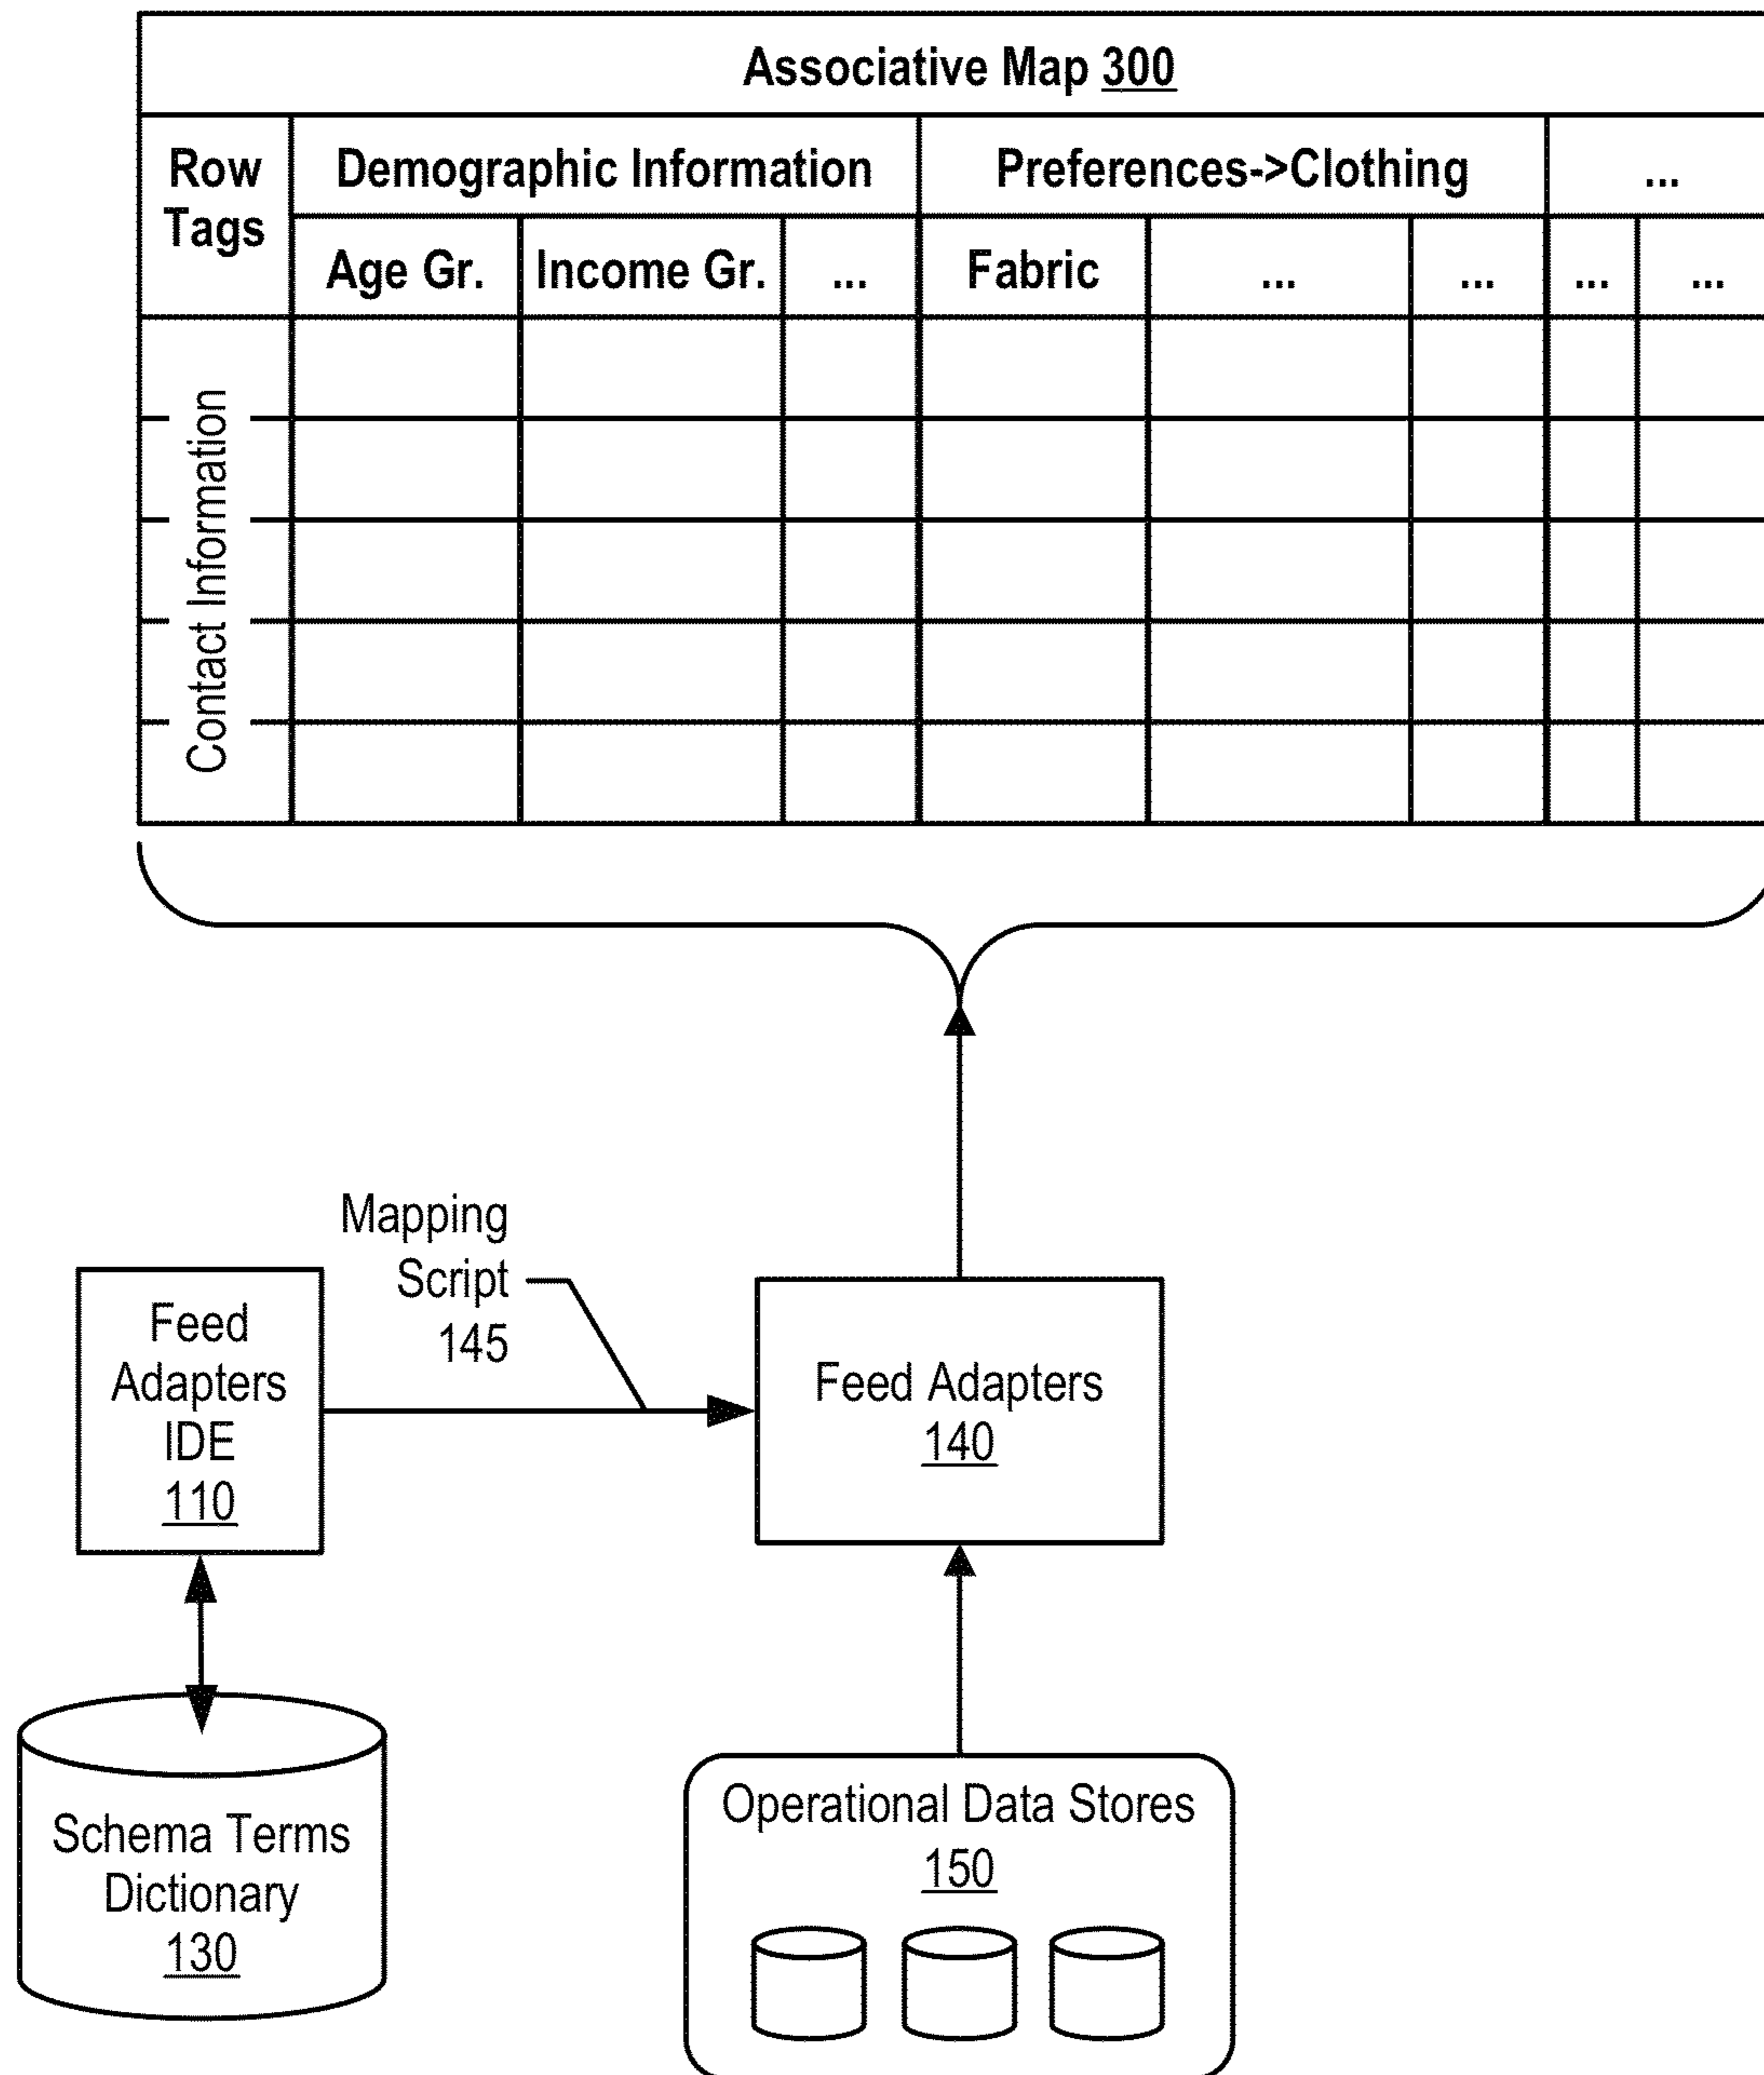 Associative Map 300
Row Tags
Demographic Information
Preferences->Clothing
...
Age Gr.
Income Gr.
...
Fabric
...
...
...
...
Contact Information
Mapping
Script
145
Feed
Adapters
IDE
110
Feed Adapters
140
Schema Terms
Dictionary
130
Operational Data Stores
150